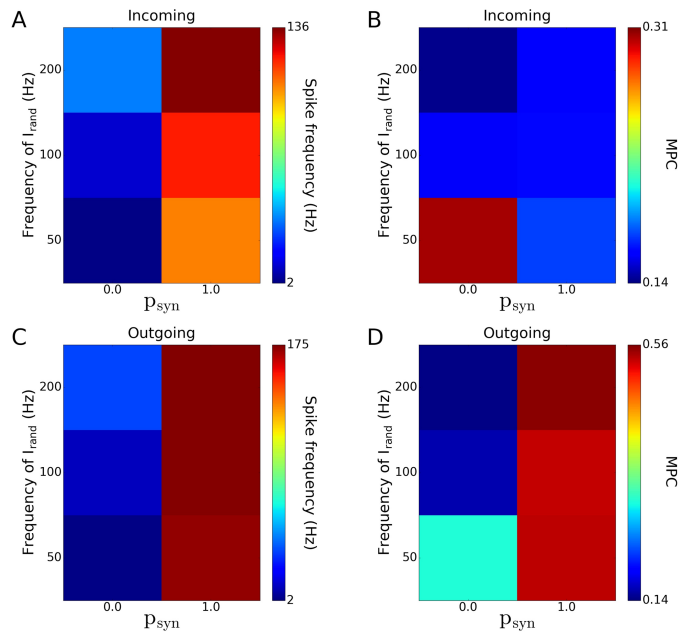 A
Incoming
136
200
100
50
Frequency of I_rand (Hz)
0.0
1.0
p_syn
2
Spike frequency (Hz)
B
Incoming
0.31
200
100
50
Frequency of I_rand (Hz)
0.0
1.0
p_syn
0.14
MPC
C
Outgoing
175
200
100
50
Frequency of I_rand (Hz)
0.0
1.0
p_syn
2
Spike frequency (Hz)
D
Outgoing
0.56
200
100
50
Frequency of I_rand (Hz)
0.0
1.0
p_syn
0.14
MPC